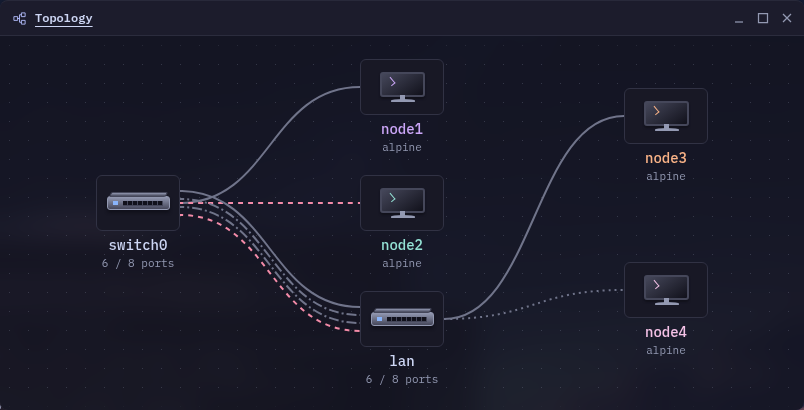 Topology
node1
alpine
node3
alpine
switch0
6 / 8 ports
node2
alpine
lan
6 / 8 ports
node4
alpine